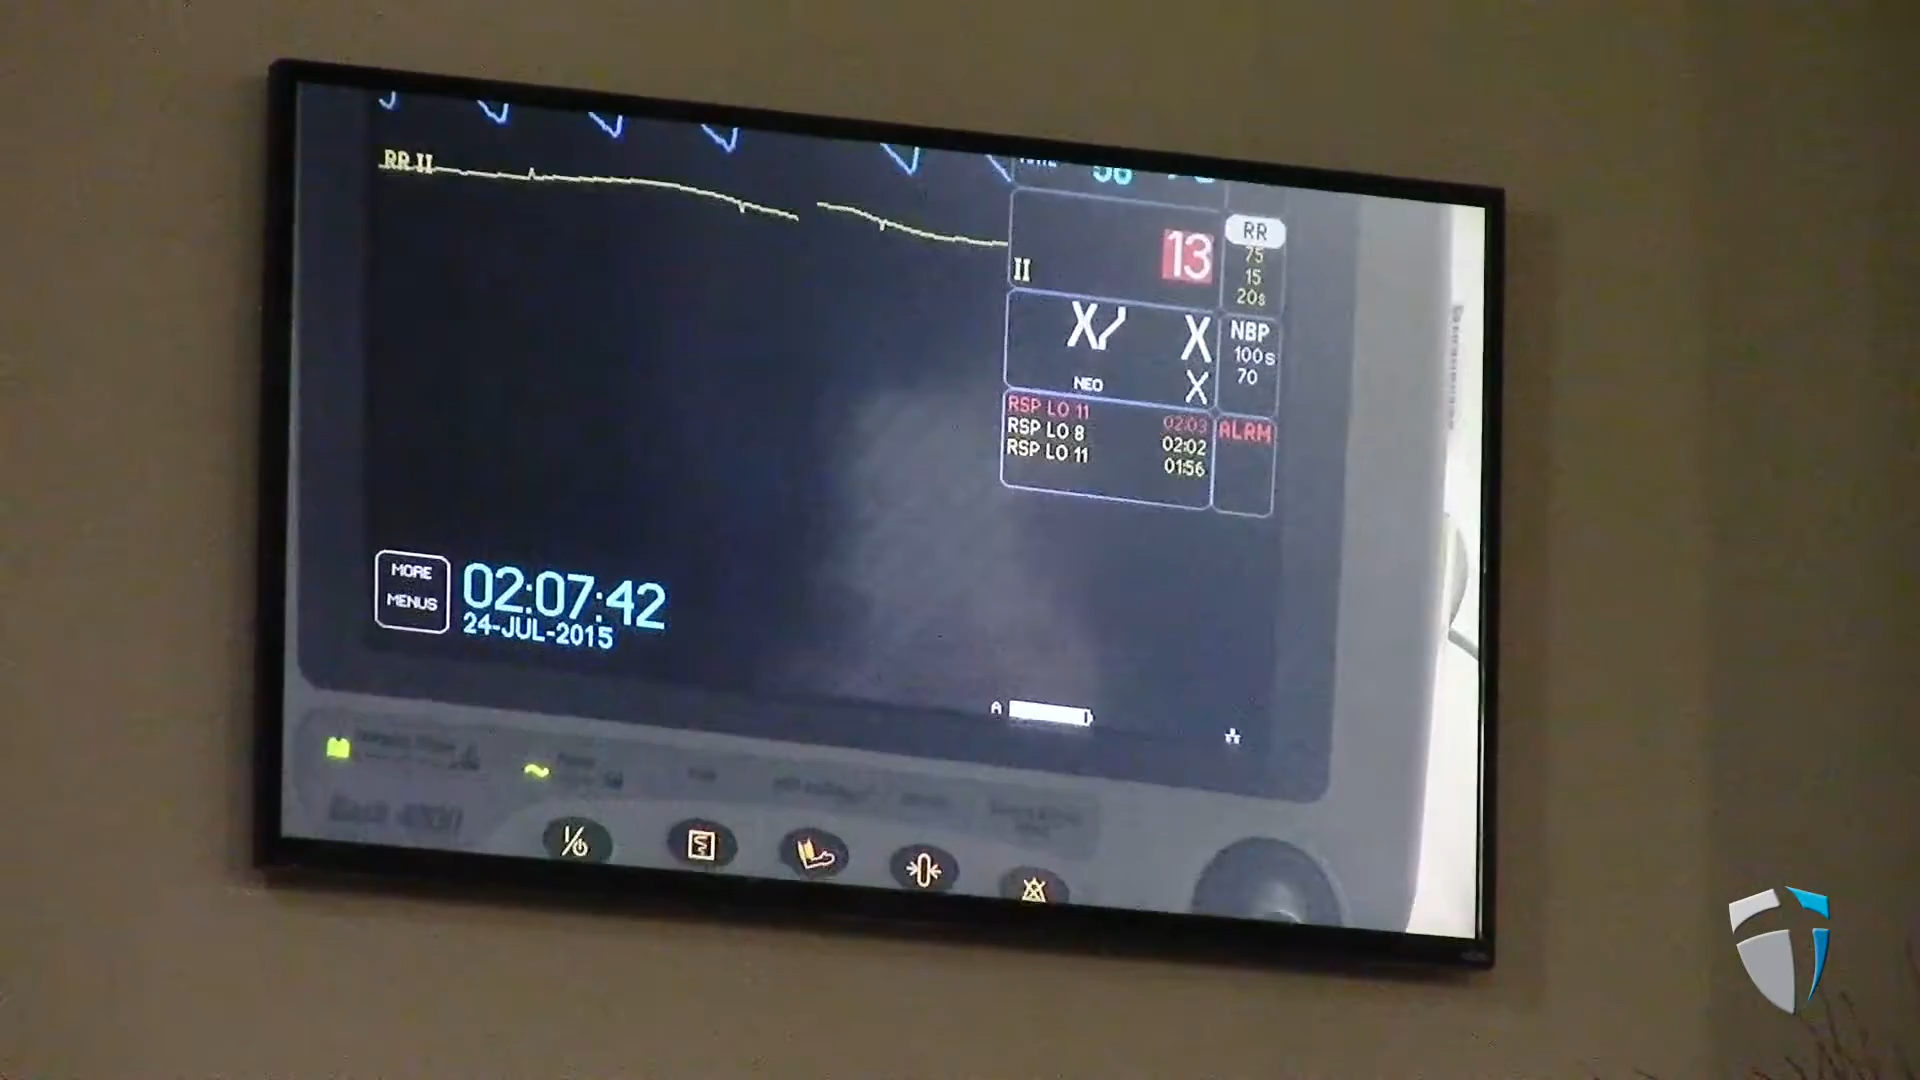 RR II
II
13
RR
75
15
20s
X/ X
NEO X
NBP
100s
70
RSP LO 11 02:03
RSP LO 8 02:02
RSP LO 11 01:56
ALRM
MORE
MENUS
02:07:42
24-JUL-2015
A